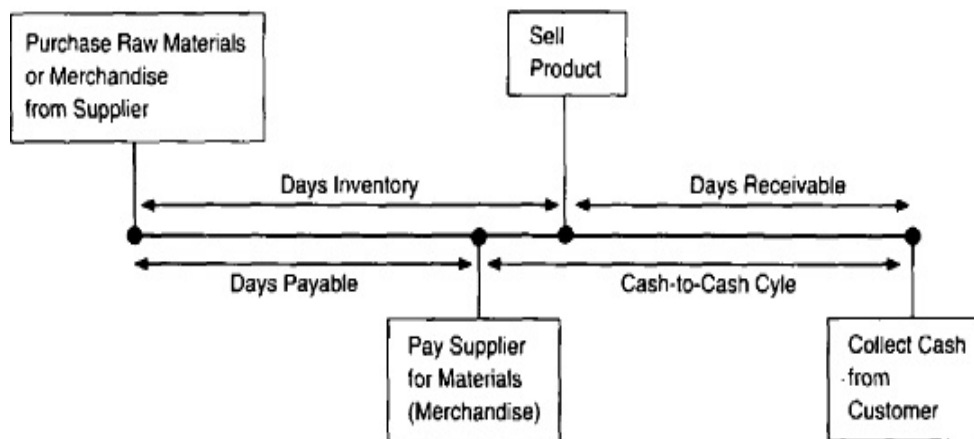 Purchase Raw Materials
or Merchandise
from Supplier
Sell
Product
Days Inventory
Days Receivable
Days Payable
Cash-to-Cash Cyle
Pay Supplier
for Materials
(Merchandise)
Collect Cash
from
Customer